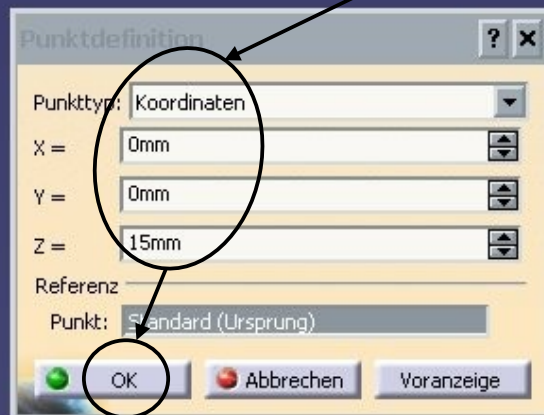 Punktdefinition
Punkttyp: Koordinaten
X = 0mm
Y = 0mm
Z = 15mm
Referenz
Punkt: Standard (Ursprung)
OK Abbrechen Voranzeige